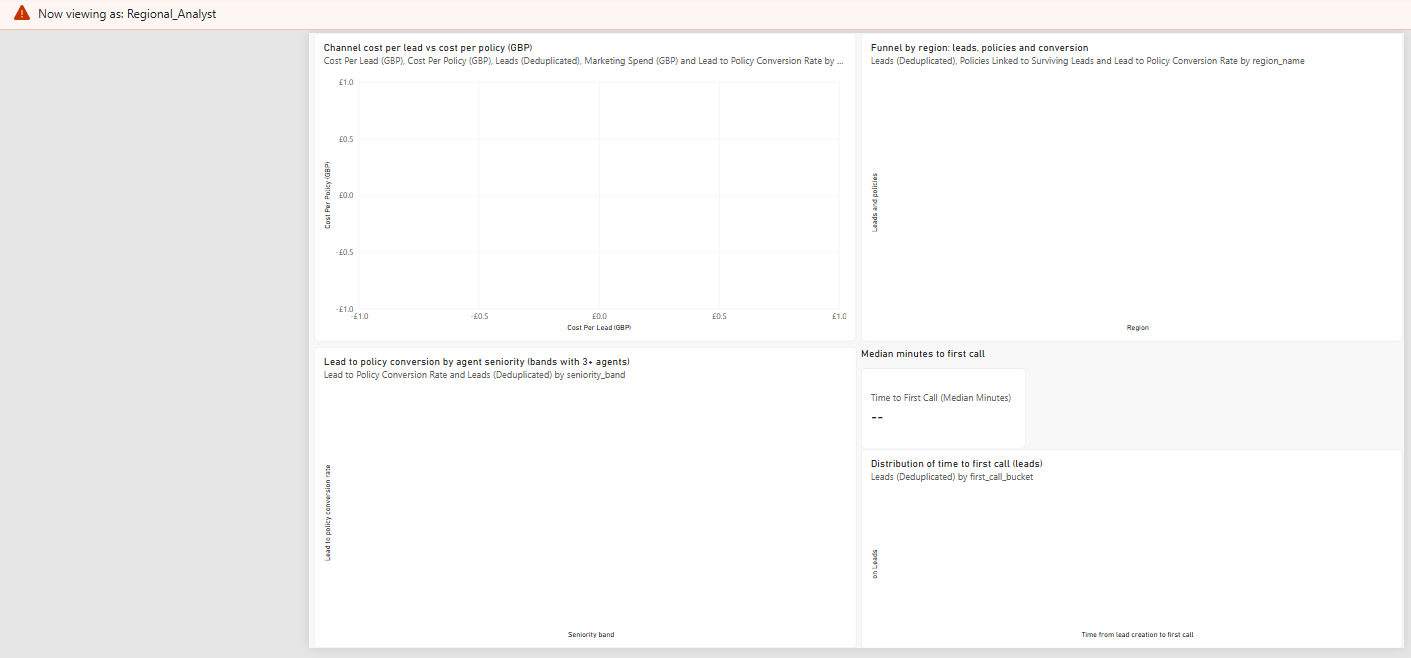 Now viewing as: Regional_Analyst
Channel cost per lead vs cost per policy (GBP)
Cost Per Lead (GBP), Cost Per Policy (GBP), Leads (Deduplicated), Marketing Spend (GBP) and Lead to Policy Conversion Rate by ...
£1.0
£0.5
£0.0
-£0.5
-£1.0
Cost Per Policy (GBP)
-£1.0
-£0.5
£0.0
£0.5
£1.0
Cost Per Lead (GBP)
Funnel by region: leads, policies and conversion
Leads (Deduplicated), Policies Linked to Surviving Leads and Lead to Policy Conversion Rate by region_name
Leads and policies
Region
Lead to policy conversion by agent seniority (bands with 3+ agents)
Lead to Policy Conversion Rate and Leads (Deduplicated) by seniority_band
Lead to policy conversion rate
Seniority band
Median minutes to first call
Time to First Call (Median Minutes)
--
Distribution of time to first call (leads)
Leads (Deduplicated) by first_call_bucket
on Leads
Time from lead creation to first call